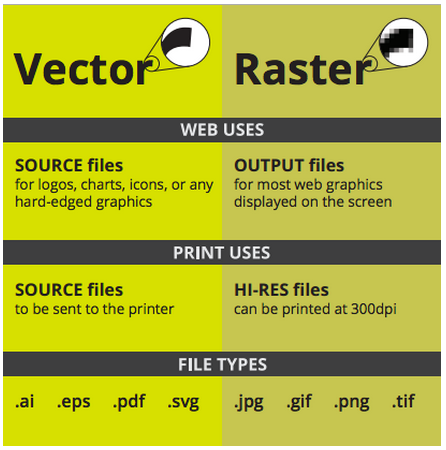 Vector Raster
WEB USES
SOURCE files
for logos, charts, icons, or any
hard-edged graphics
OUTPUT files
for most web graphics
displayed on the screen
PRINT USES
SOURCE files
to be sent to the printer
HI-RES files
can be printed at 300dpi
FILE TYPES
.ai .eps .pdf .svg .jpg .gif .png .tif